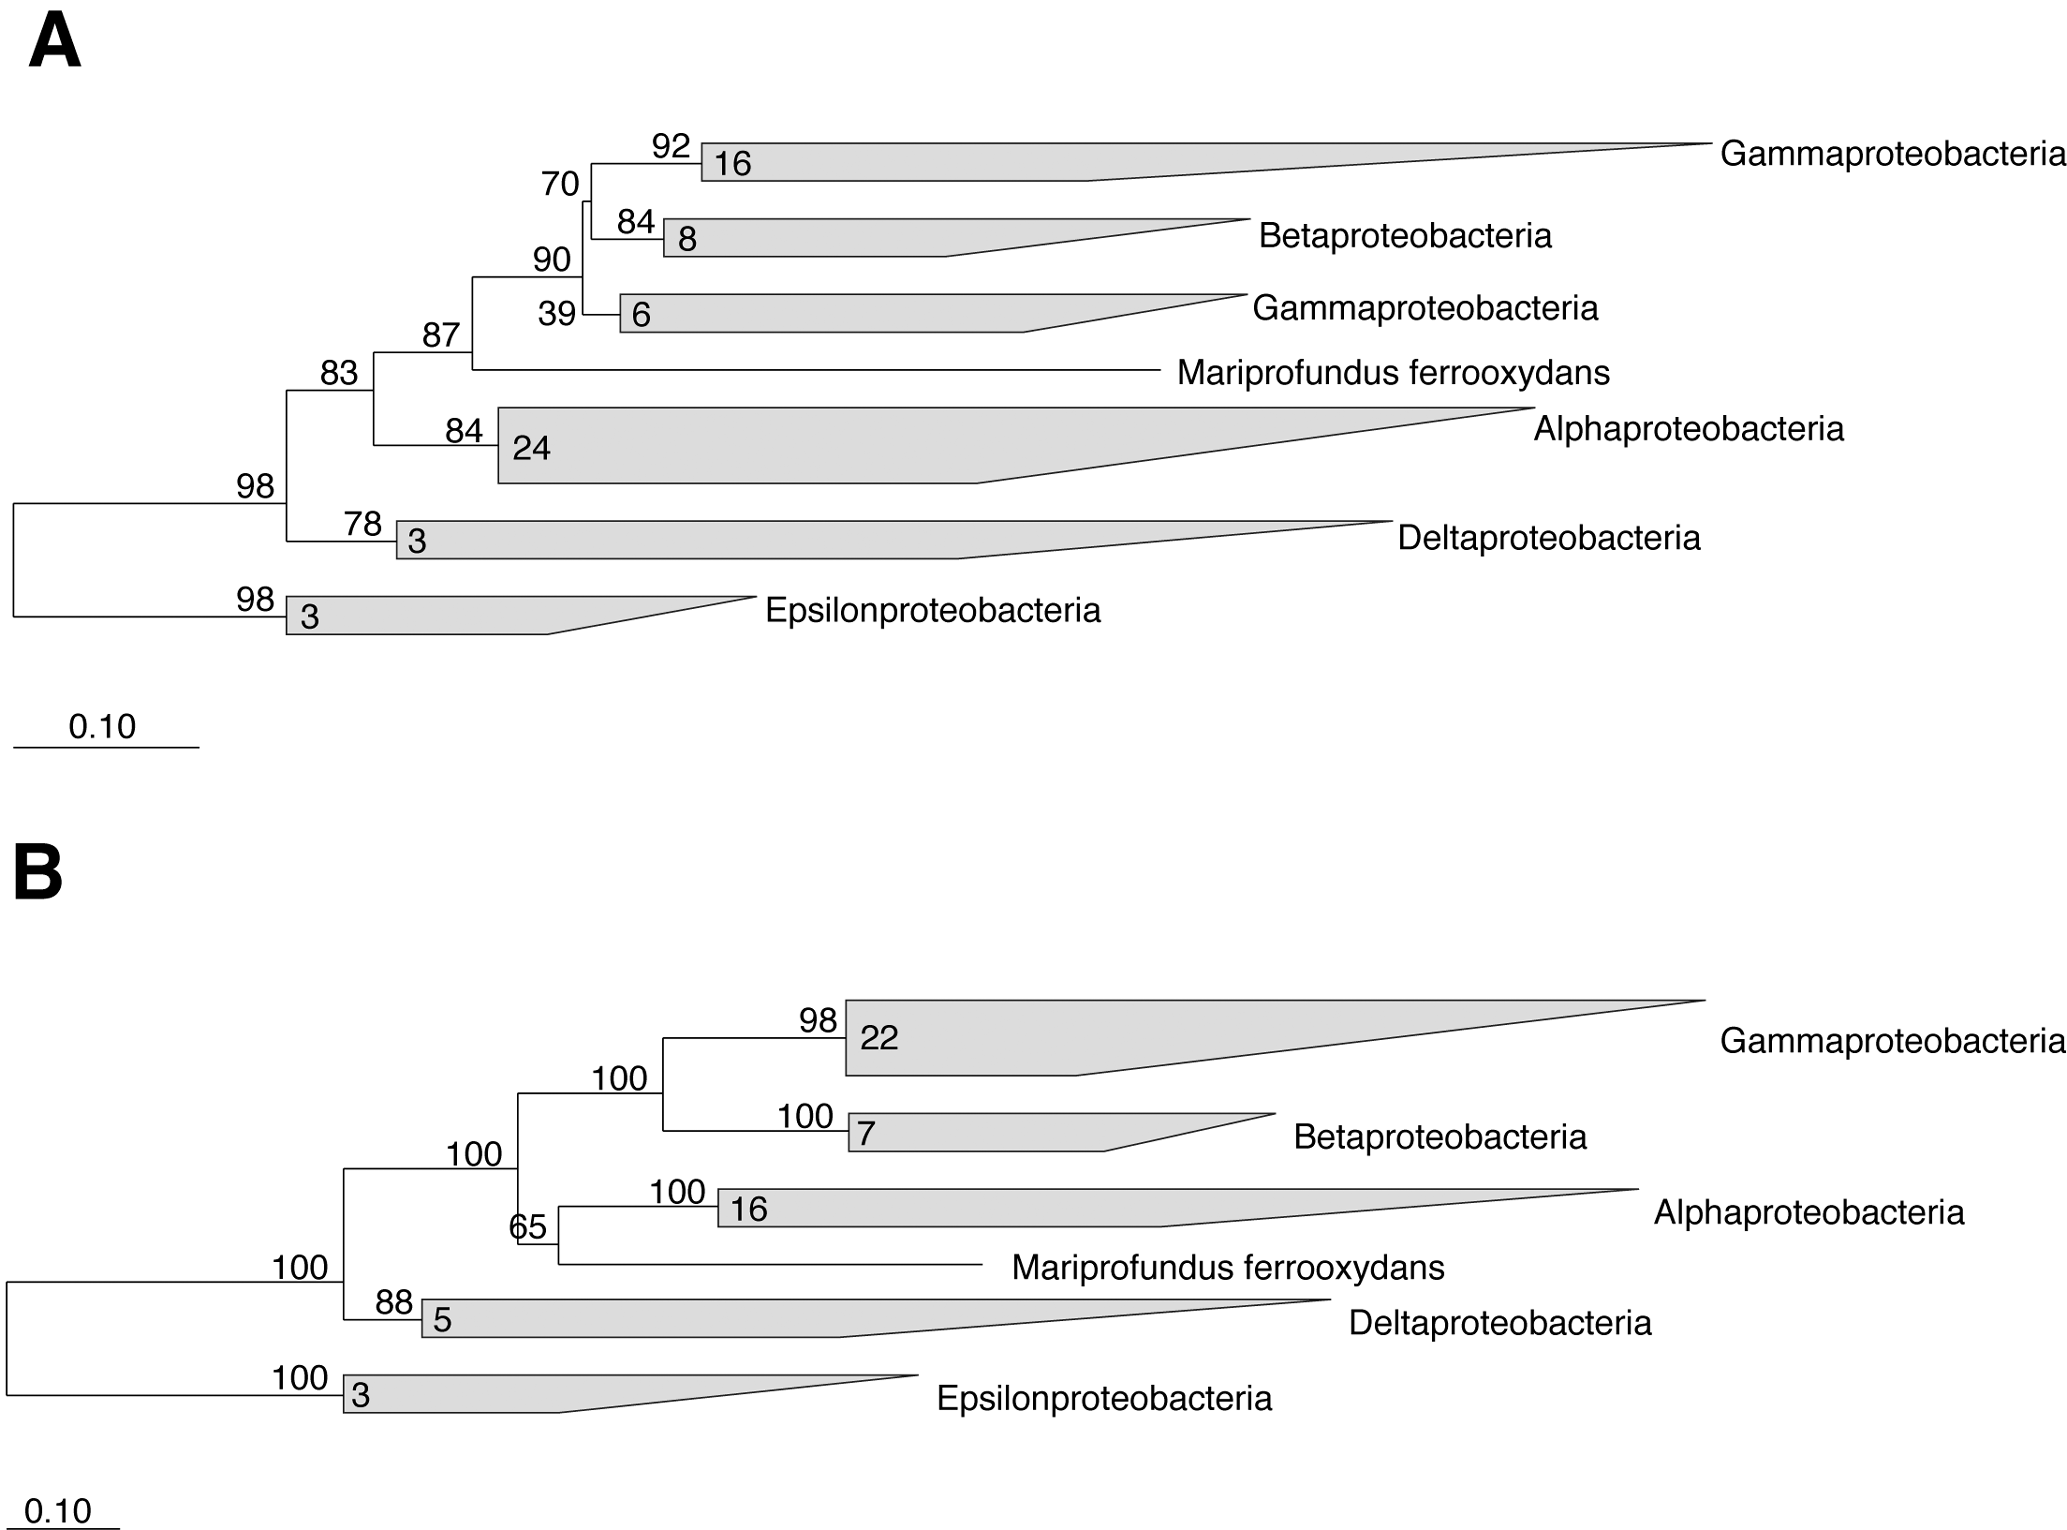 A
92
16
Gammaproteobacteria
70
84
8
Betaproteobacteria
90
39
6
Gammaproteobacteria
87
Mariprofundus ferrooxydans
83
84
24
Alphaproteobacteria
98
78
3
Deltaproteobacteria
98
3
Epsilonproteobacteria
0.10
B
98
22
Gammaproteobacteria
100
100
7
Betaproteobacteria
100
100
16
Alphaproteobacteria
65
Mariprofundus ferrooxydans
100
88
5
Deltaproteobacteria
100
3
Epsilonproteobacteria
0.10